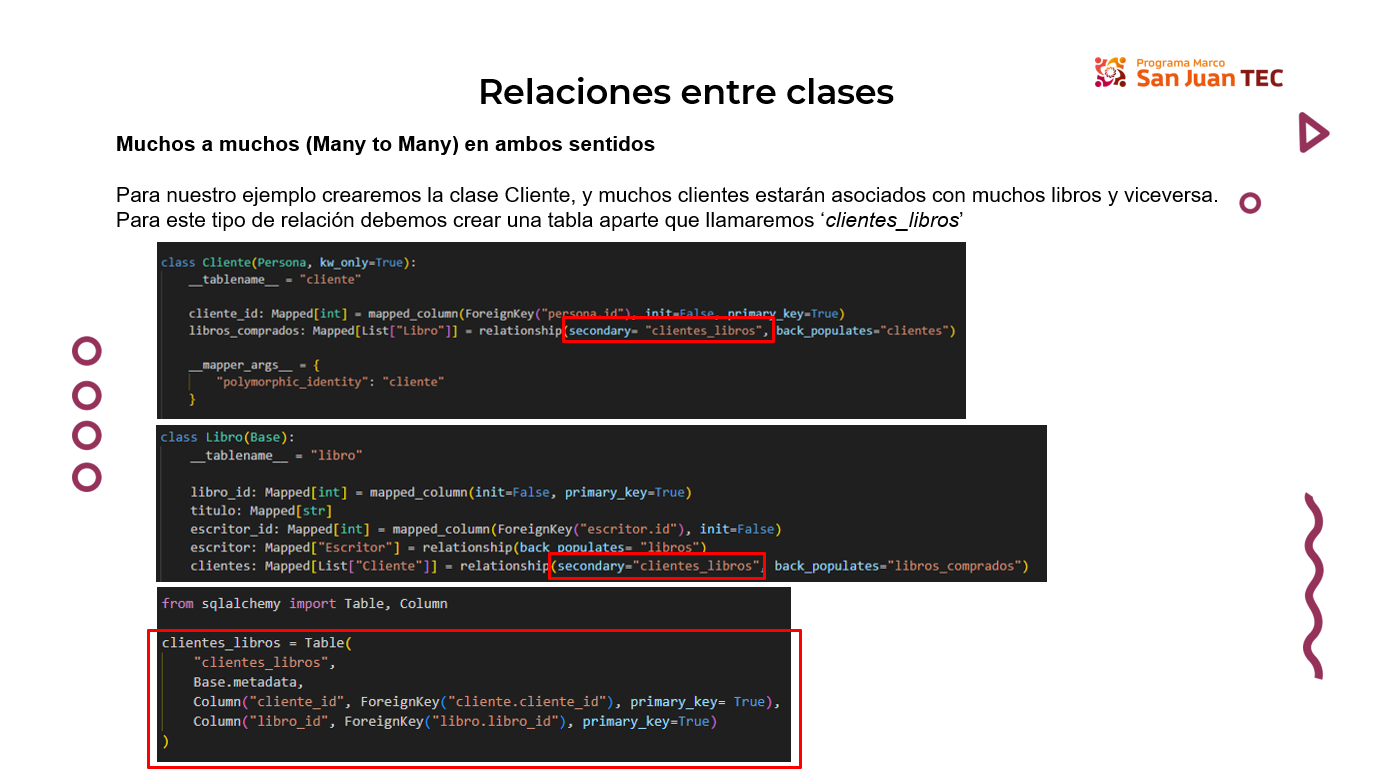 Programa Marco
San Juan TEC
Relaciones entre clases
Muchos a muchos (Many to Many) en ambos sentidos
Para nuestro ejemplo crearemos la clase Cliente, y muchos clientes estarán asociados con muchos libros y viceversa.
Para este tipo de relación debemos crear una tabla aparte que llamaremos ‘clientes_libros’
class Cliente(Persona, kw_only=True):
    __tablename__ = "cliente"
    cliente_id: Mapped[int] = mapped_column(ForeignKey("persona.id"), init=False, primary_key=True)
    libros_comprados: Mapped[List["Libro"]] = relationship(secondary= "clientes_libros", back_populates="clientes")
    __mapper_args__ = {
        "polymorphic_identity": "cliente"
    }
class Libro(Base):
    __tablename__ = "libro"
    libro_id: Mapped[int] = mapped_column(init=False, primary_key=True)
    titulo: Mapped[str]
    escritor_id: Mapped[int] = mapped_column(ForeignKey("escritor.id"), init=False)
    escritor: Mapped["Escritor"] = relationship(back_populates= "libros")
    clientes: Mapped[List["Cliente"]] = relationship(secondary="clientes_libros", back_populates="libros_comprados")
from sqlalchemy import Table, Column
clientes_libros = Table(
    "clientes_libros",
    Base.metadata,
    Column("cliente_id", ForeignKey("cliente.cliente_id"), primary_key= True),
    Column("libro_id", ForeignKey("libro.libro_id"), primary_key=True)
)